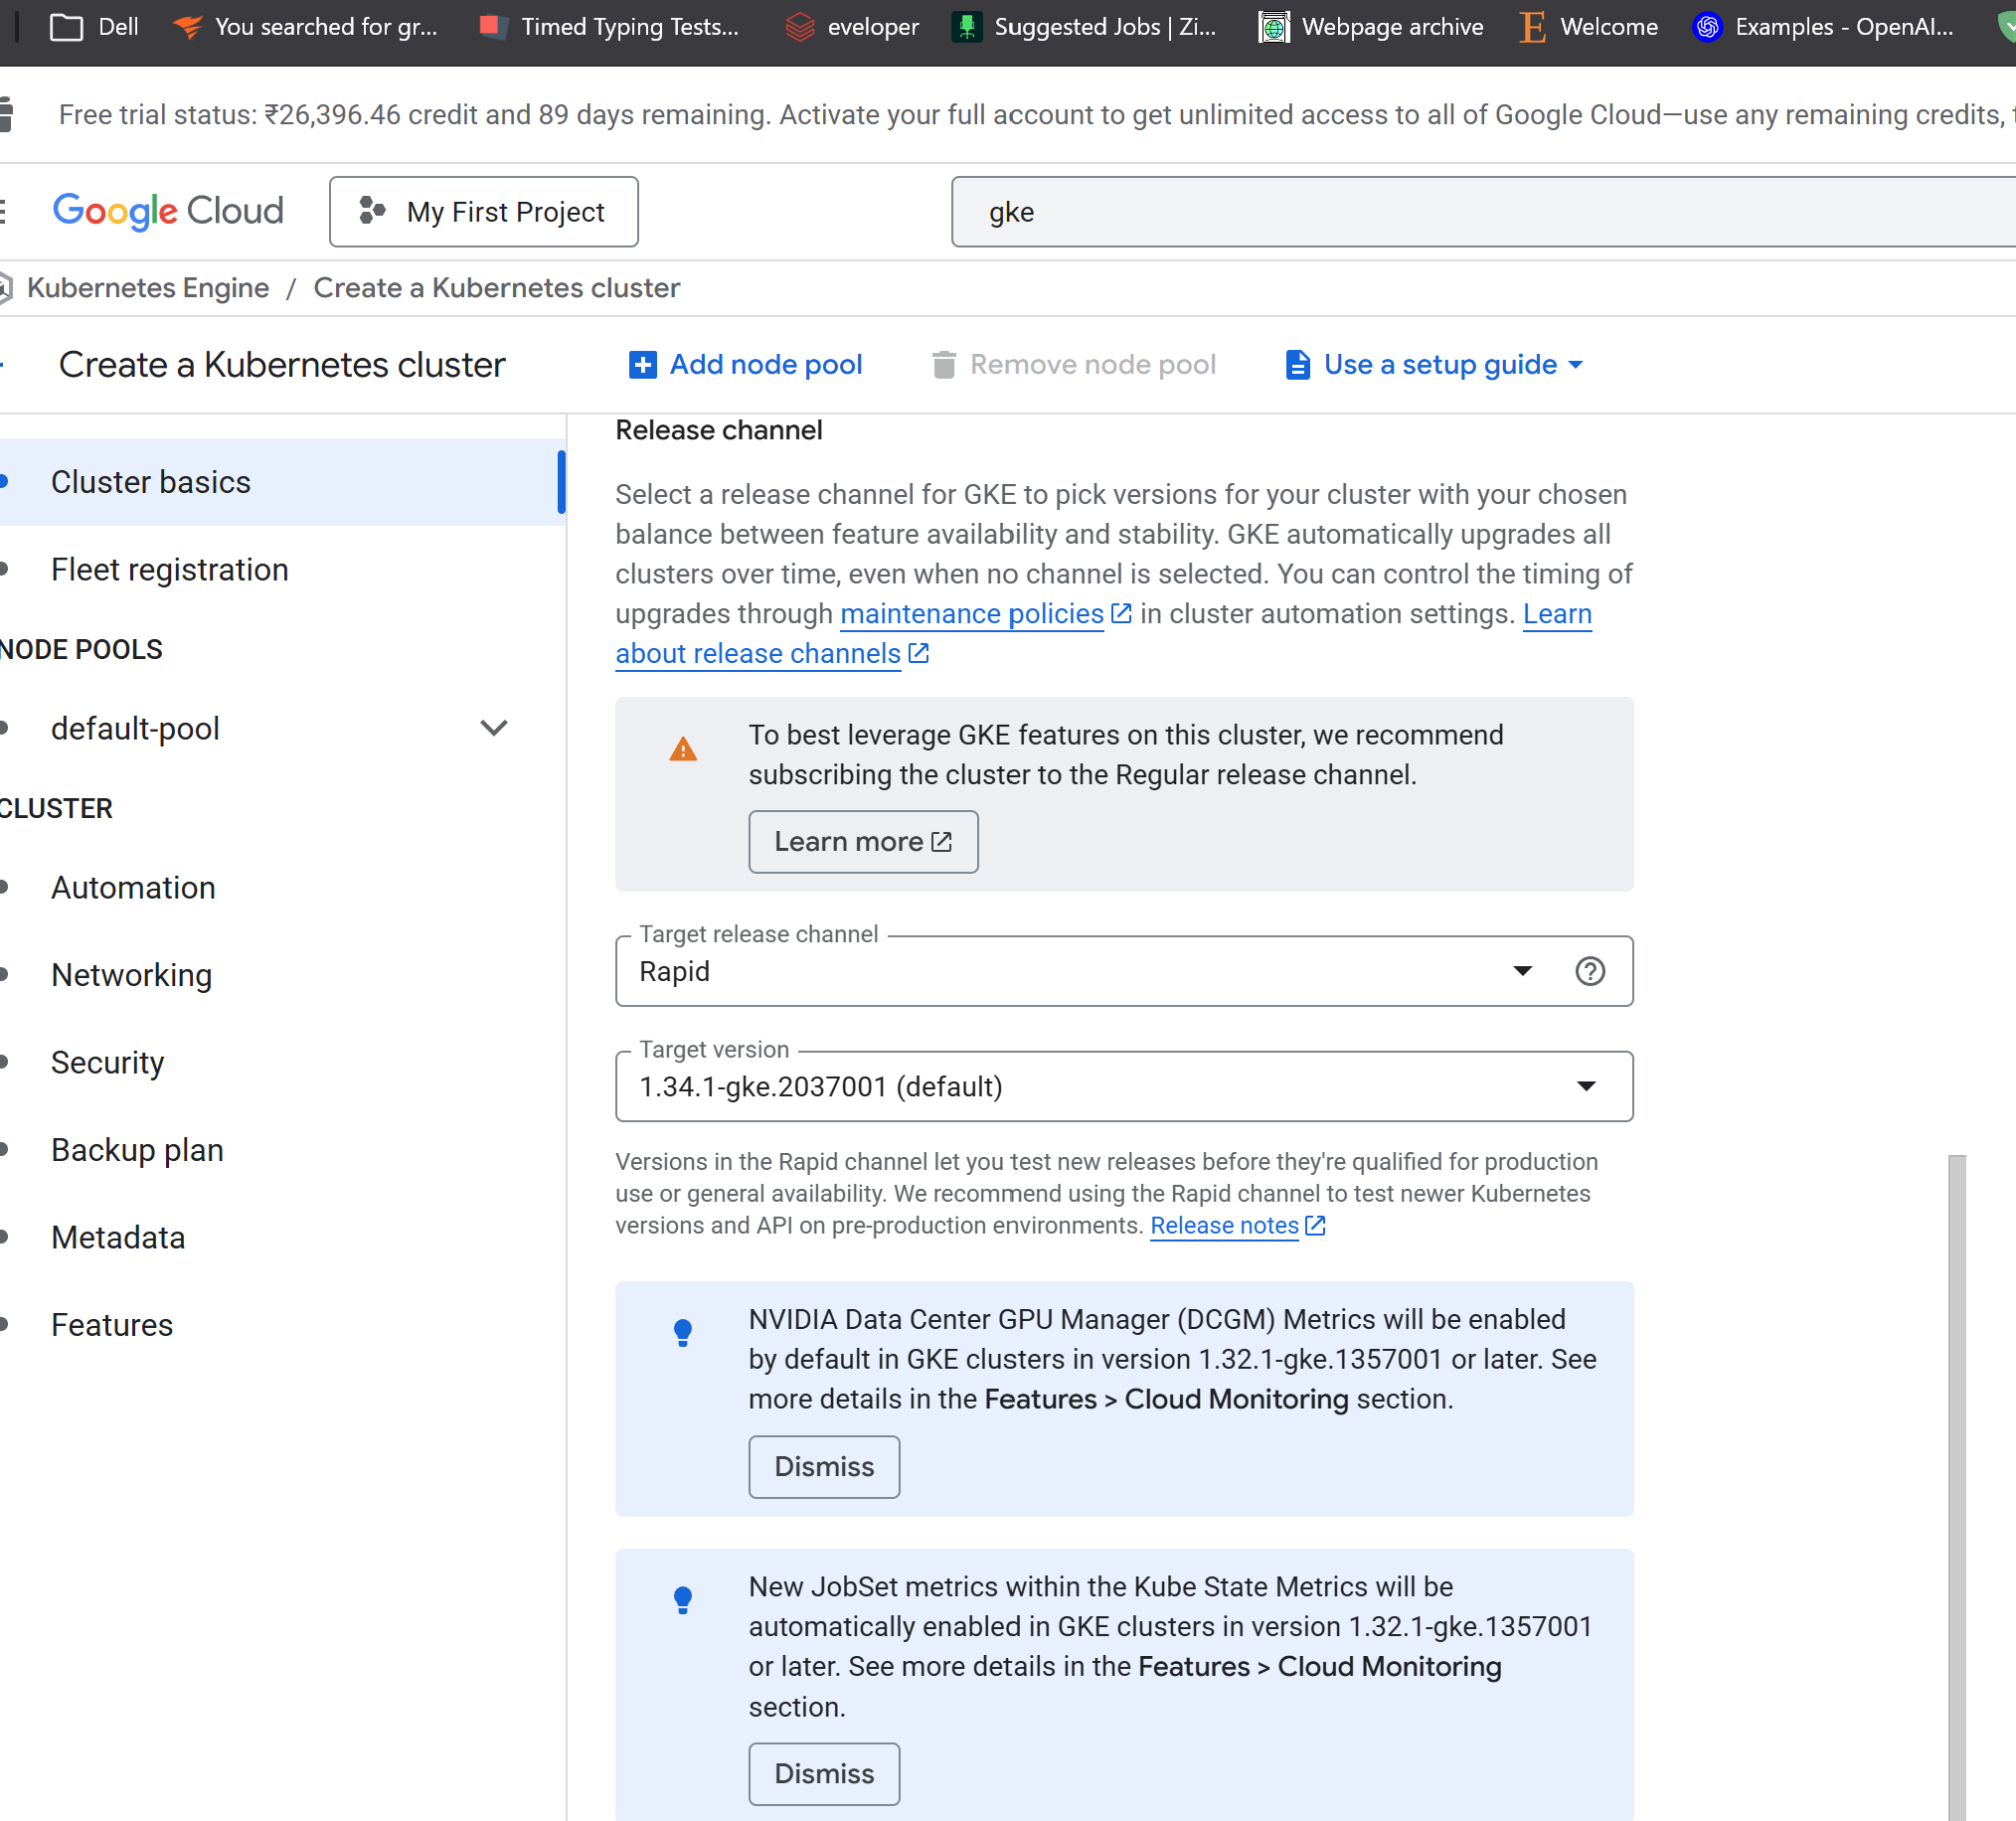 Dell
You searched for gr...
Timed Typing Tests...
eveloper
Suggested Jobs | Zi...
Webpage archive
Welcome
Examples - OpenAI...
Free trial status: ₹26,396.46 credit and 89 days remaining. Activate your full account to get unlimited access to all of Google Cloud—use any remaining credits,
Google Cloud
My First Project
gke
Kubernetes Engine / Create a Kubernetes cluster
Create a Kubernetes cluster
Add node pool
Remove node pool
Use a setup guide
Cluster basics
Fleet registration
NODE POOLS
default-pool
CLUSTER
Automation
Networking
Security
Backup plan
Metadata
Features
Release channel
Select a release channel for GKE to pick versions for your cluster with your chosen
balance between feature availability and stability. GKE automatically upgrades all
clusters over time, even when no channel is selected. You can control the timing of
upgrades through maintenance policies in cluster automation settings. Learn
about release channels
To best leverage GKE features on this cluster, we recommend
subscribing the cluster to the Regular release channel.
Learn more
Target release channel
Rapid
Target version
1.34.1-gke.2037001 (default)
Versions in the Rapid channel let you test new releases before they're qualified for production
use or general availability. We recommend using the Rapid channel to test newer Kubernetes
versions and API on pre-production environments. Release notes
NVIDIA Data Center GPU Manager (DCGM) Metrics will be enabled
by default in GKE clusters in version 1.32.1-gke.1357001 or later. See
more details in the Features > Cloud Monitoring section.
Dismiss
New JobSet metrics within the Kube State Metrics will be
automatically enabled in GKE clusters in version 1.32.1-gke.1357001
or later. See more details in the Features > Cloud Monitoring
section.
Dismiss